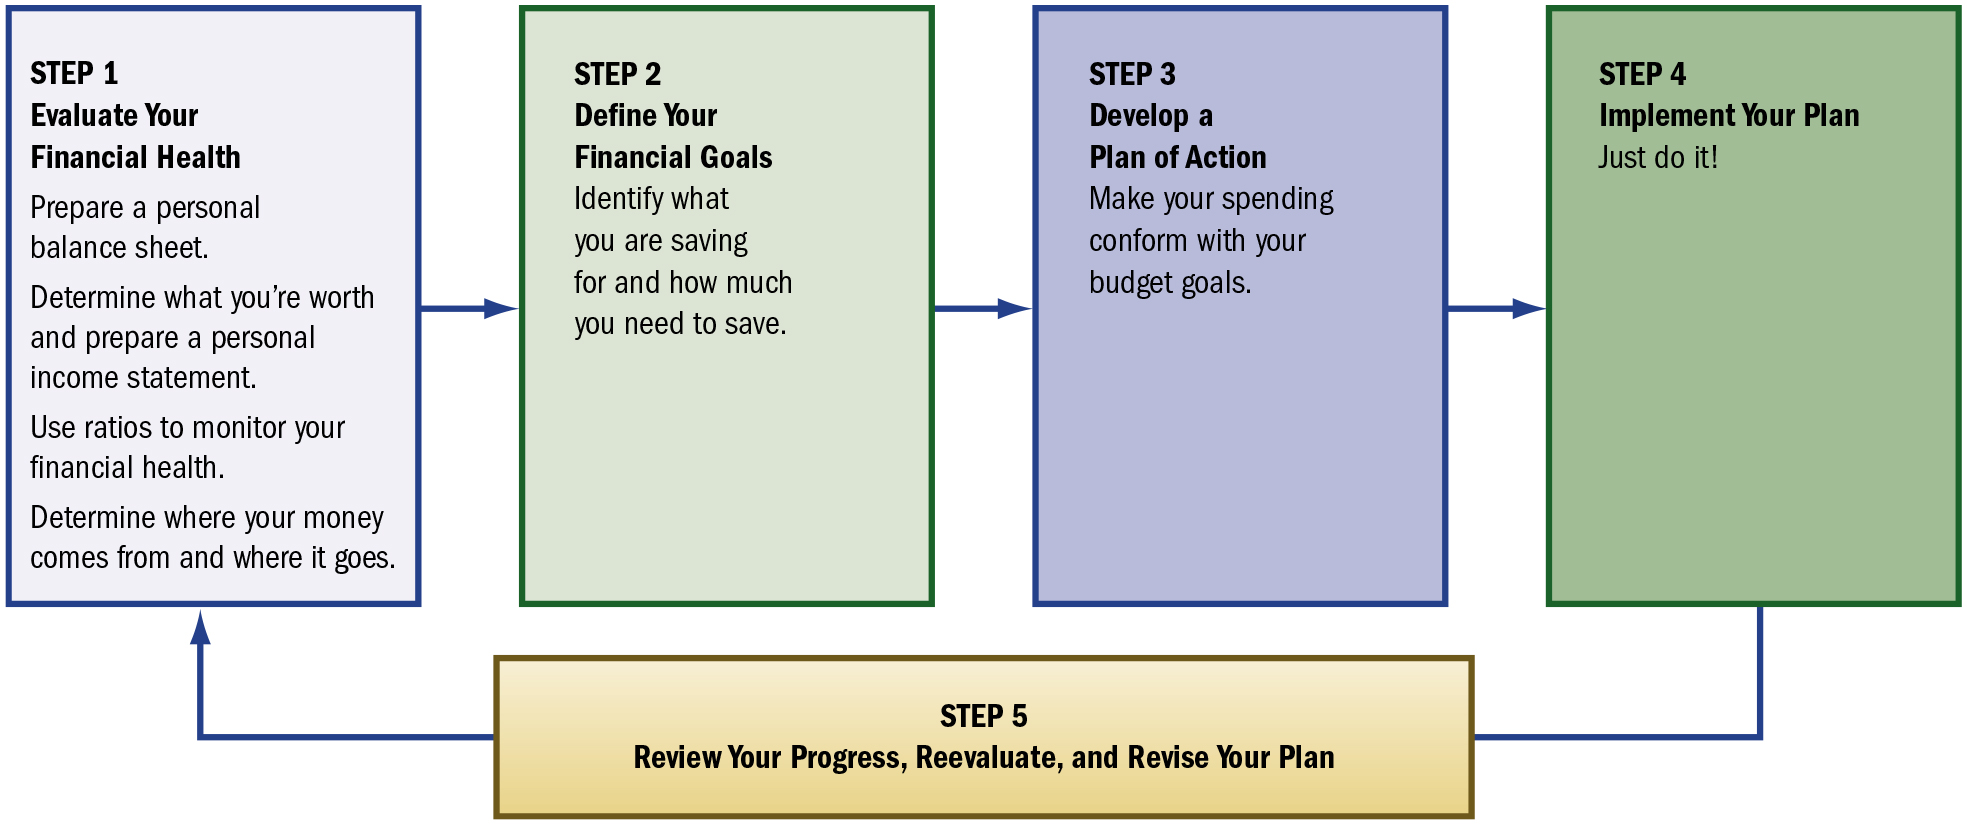 STEP 1
Evaluate Your
Financial Health
Prepare a personal
balance sheet.
Determine what you’re worth
and prepare a personal
income statement.
Use ratios to monitor your
financial health.
Determine where your money
comes from and where it goes.
STEP 2
Define Your
Financial Goals
Identify what
you are saving
for and how much
you need to save.
STEP 3
Develop a
Plan of Action
Make your spending
conform with your
budget goals.
STEP 4
Implement Your Plan
Just do it!
STEP 5
Review Your Progress, Reevaluate, and Revise Your Plan